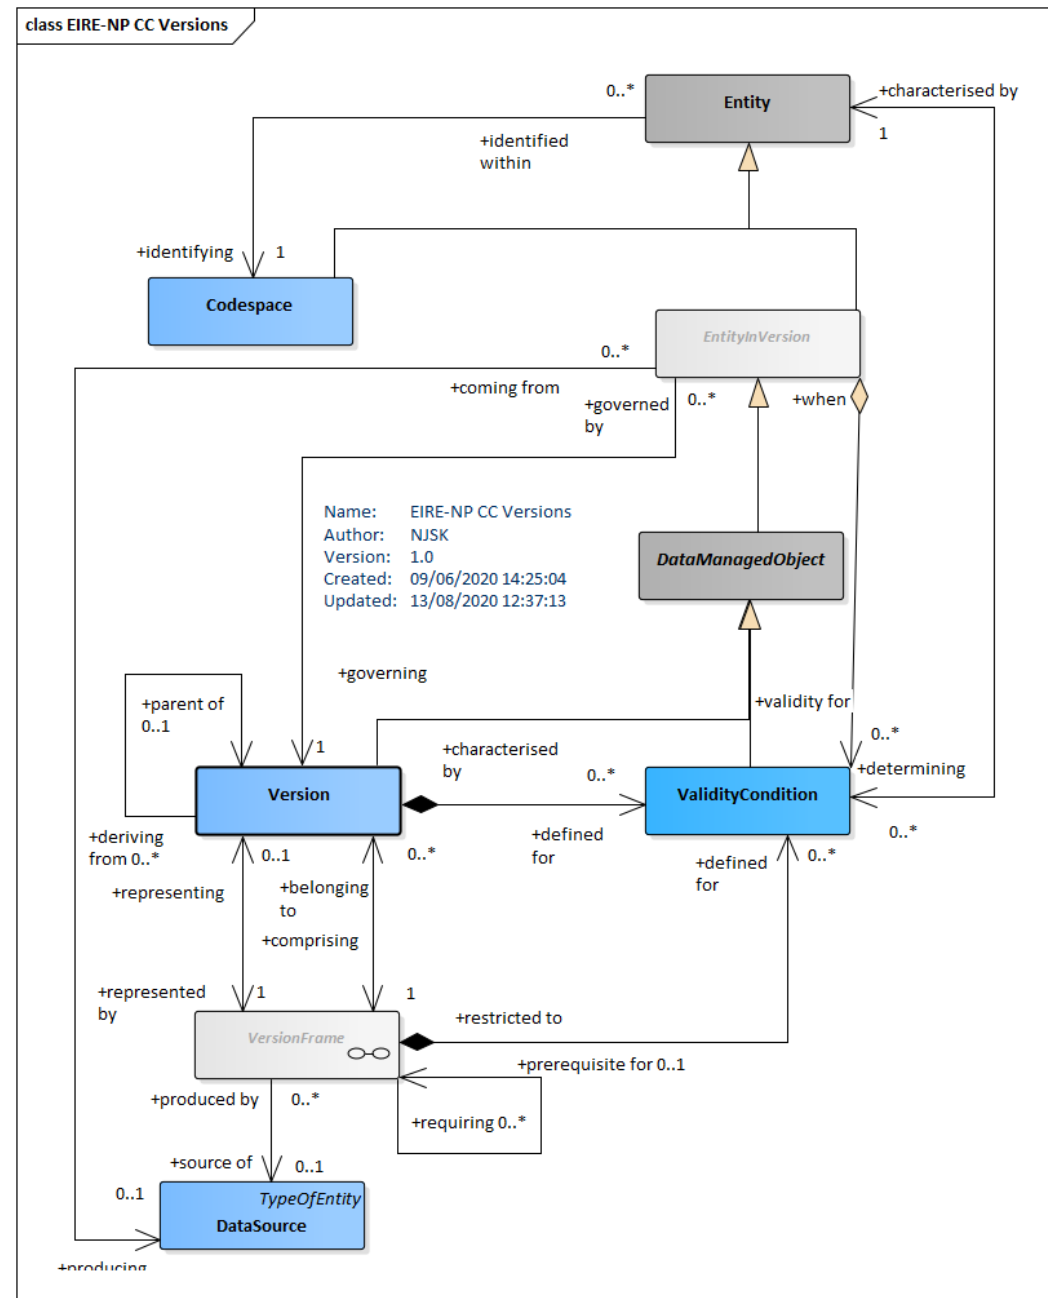 class EIRE-NP CC Versions
0..*
Entity
+characterised by
1
+identified
within
+identifying
1
Codespace
EntityInVersion
0..*
+coming from
+governed
by
0..*
+when
Name: EIRE-NP CC Versions
Author: NJSK
Version: 1.0
Created: 09/06/2020 14:25:04
Updated: 13/08/2020 12:37:13
DataManagedObject
+governing
+parent of
0..1
+validity for
0..*
1
+characterised
by
0..*
+determining
Version
ValidityCondition
+deriving
from 0..*
0..1
0..*
+defined
for
+defined
for
0..*
0..*
+representing
+belonging
to
+comprising
+represented
by
1
1
+restricted to
VersionFrame
+prerequisite for 0..1
+produced by
0..*
+requiring 0..*
+source of
0..1
0..1
TypeOfEntity
DataSource
+producing